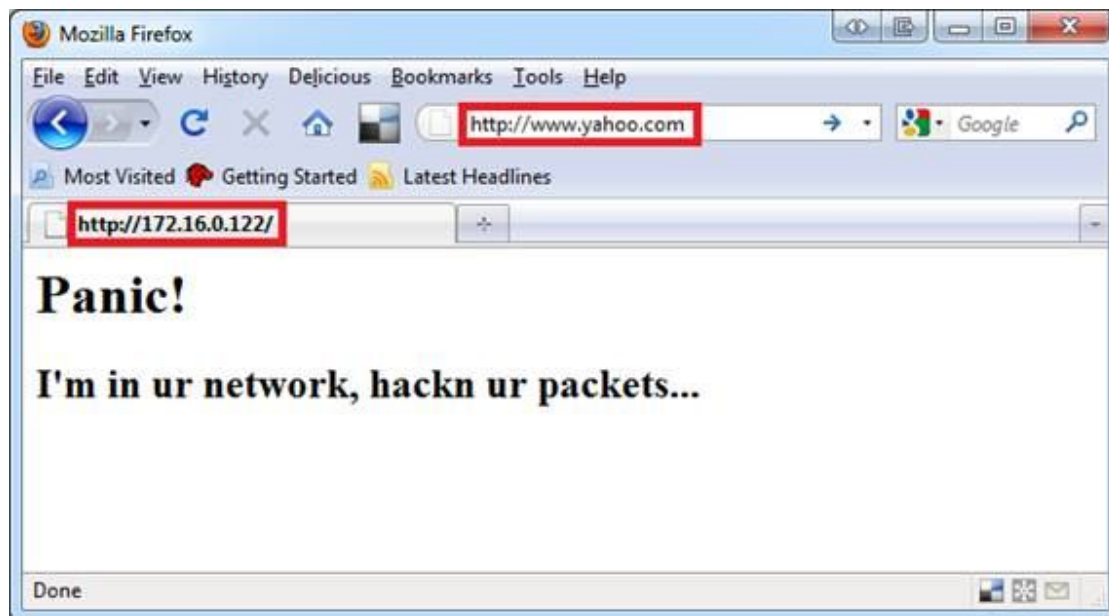 Mozilla Firefox
File Edit View History Delicious Bookmarks Tools Help
http://www.yahoo.com
Google
Most Visited Getting Started Latest Headlines
http://172.16.0.122/
Panic!
I'm in ur network, hackn ur packets...
Done